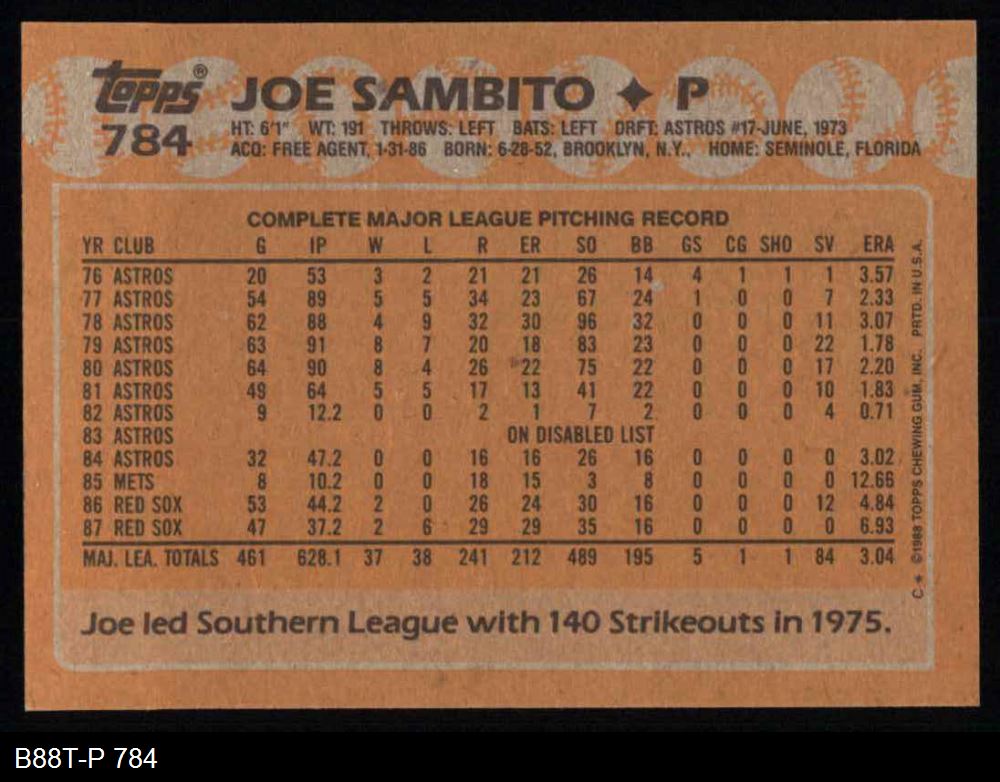 topps®
784
JOE SAMBITO ✦ P
HT: 6'1" WT: 191 THROWS: LEFT BATS: LEFT DRFT: ASTROS #17-JUNE, 1973
ACQ: FREE AGENT, 1-31-86 BORN: 6-28-52, BROOKLYN, N.Y., HOME: SEMINOLE, FLORIDA
COMPLETE MAJOR LEAGUE PITCHING RECORD
YR CLUB G IP W L R ER SO BB GS CG SHO SV ERA
76 ASTROS 20 53 3 2 21 21 26 14 4 1 1 1 3.57
77 ASTROS 54 89 5 5 34 23 67 24 1 0 0 7 2.33
78 ASTROS 62 88 4 9 32 30 96 32 0 0 0 11 3.07
79 ASTROS 63 91 8 7 20 18 83 23 0 0 0 22 1.78
80 ASTROS 64 90 8 4 26 22 75 22 0 0 0 17 2.20
81 ASTROS 49 64 5 5 17 13 41 22 0 0 0 10 1.83
82 ASTROS 9 12.2 0 0 2 1 7 2 0 0 0 4 0.71
83 ASTROS ON DISABLED LIST
84 ASTROS 32 47.2 0 0 16 16 26 16 0 0 0 0 3.02
85 METS 8 10.2 0 0 18 15 3 8 0 0 0 0 12.66
86 RED SOX 53 44.2 2 0 26 24 30 16 0 0 0 12 4.84
87 RED SOX 47 37.2 2 6 29 29 35 16 0 0 0 0 6.93
MAJ. LEA. TOTALS 461 628.1 37 38 241 212 489 195 5 1 1 84 3.04
Joe led Southern League with 140 Strikeouts in 1975.
C* ©1988 TOPPS CHEWING GUM, INC. PRTD. IN U.S.A.
B88T-P 784